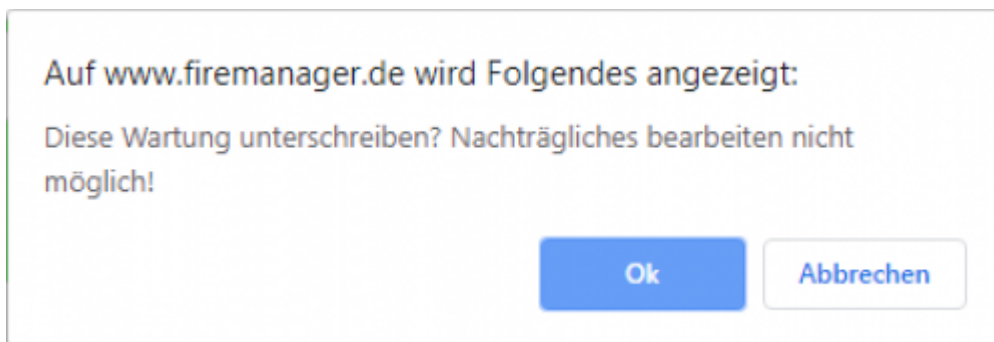 Auf www.firemanager.de wird Folgendes angezeigt:
Diese Wartung unterschreiben? Nachträgliches bearbeiten nicht
möglich!
Ok Abbrechen